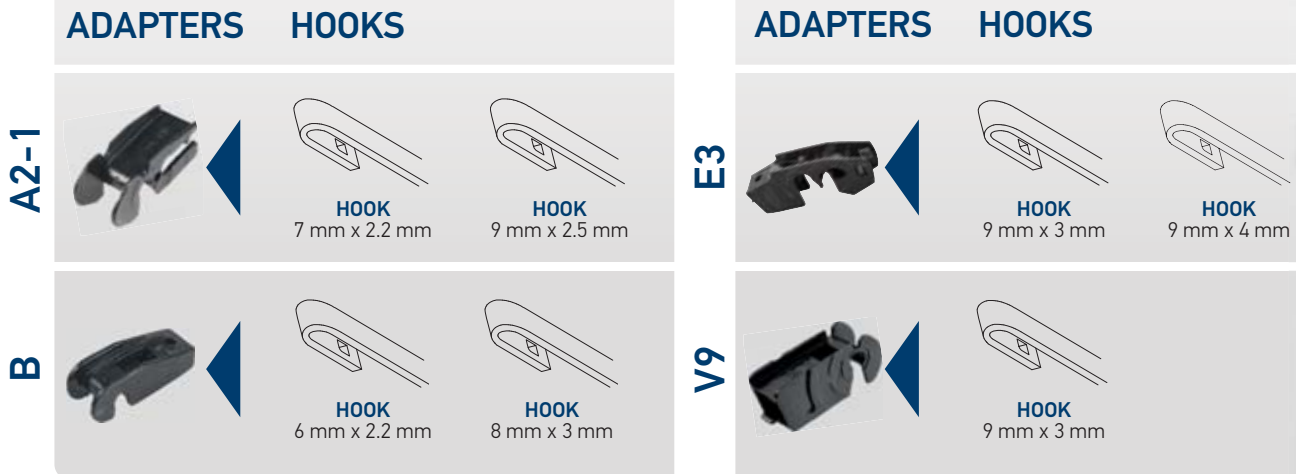 ADAPTERS HOOKS
A2-1
HOOK
7 mm x 2.2 mm
HOOK
9 mm x 2.5 mm
B
HOOK
6 mm x 2.2 mm
HOOK
8 mm x 3 mm
ADAPTERS HOOKS
E3
HOOK
9 mm x 3 mm
HOOK
9 mm x 4 mm
V9
HOOK
9 mm x 3 mm